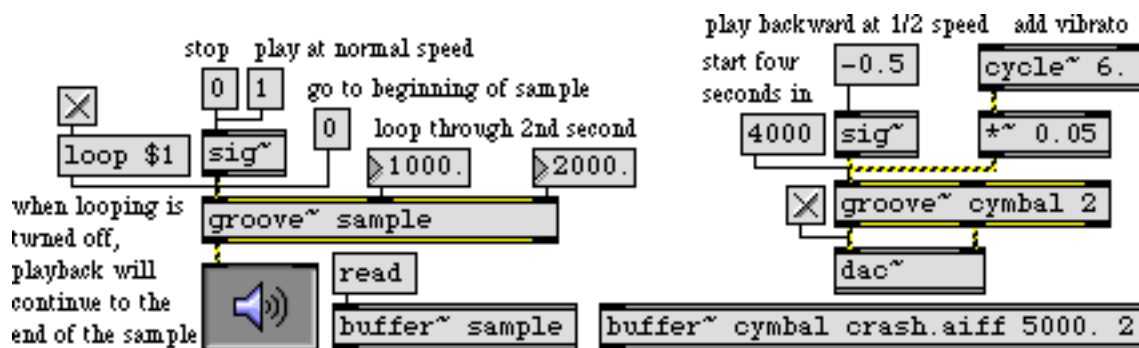 stop play at normal speed
0 1
go to beginning of sample
0
loop $1
sig~
loop through 2nd second
1000.
2000.
when looping is
turned off,
playback will
continue to the
end of the sample
groove~ sample
read
buffer~ sample
play backward at 1/2 speed
add vibrato
start four
seconds in
-0.5
cycle~ 6.
4000
sig~
*~ 0.05
groove~ cymbal 2
dac~
buffer~ cymbal crash.aiff 5000. 2